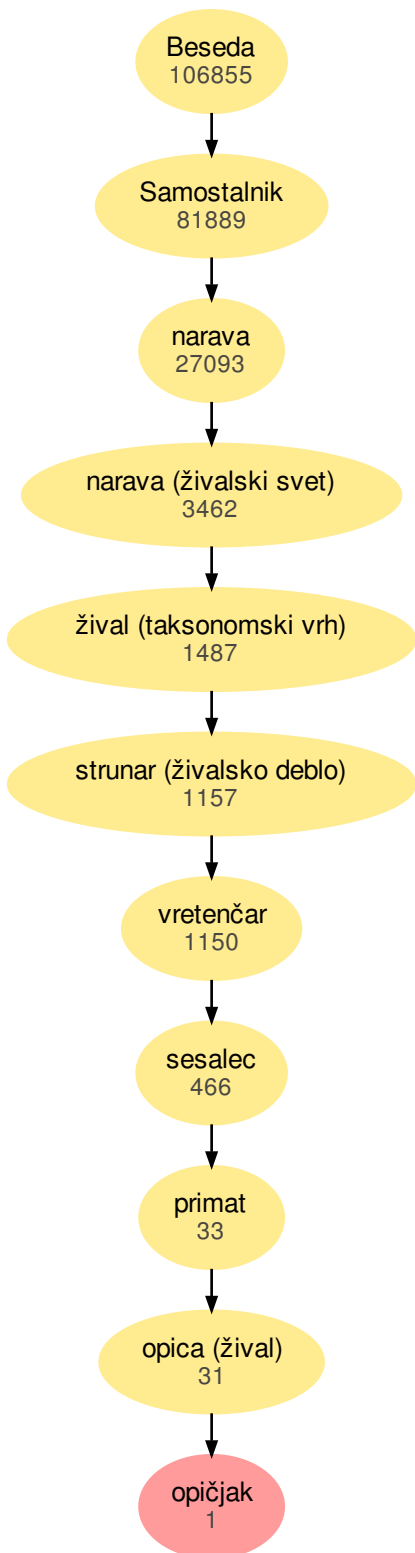 Beseda
106855
Samostalnik
81889
narava
27093
narava (živalski svet)
3462
žival (taksonomski vrh)
1487
strunar (živalsko deblo)
1157
vretenčar
1150
sesalec
466
primat
33
opica (žival)
31
opičjak
1